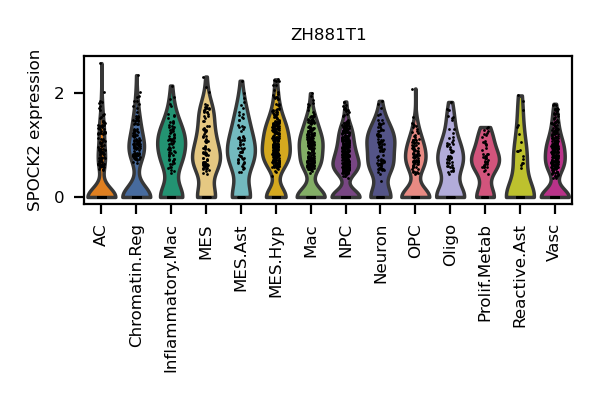 ZH881T1
SPOCK2 expression
2
0
AC
Chromatin.Reg
Inflammatory.Mac
MES
MES.Ast
MES.Hyp
Mac
NPC
Neuron
OPC
Oligo
Prolif.Metab
Reactive.Ast
Vasc